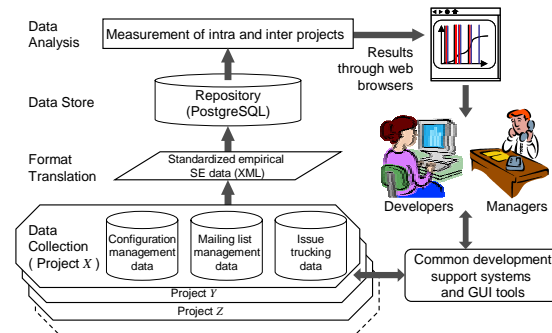 Data
Analysis
Measurement of intra and inter projects
Results
through web
browsers
Data Store
Repository
(PostgreSQL)
Format
Translation
Standardized empirical
SE data (XML)
Developers
Managers
Data
Collection
( Project X )
Configuration
management
data
Mailing list
management
data
Issue
trucking
data
Project Y
Project Z
Common development
support systems
and GUI tools